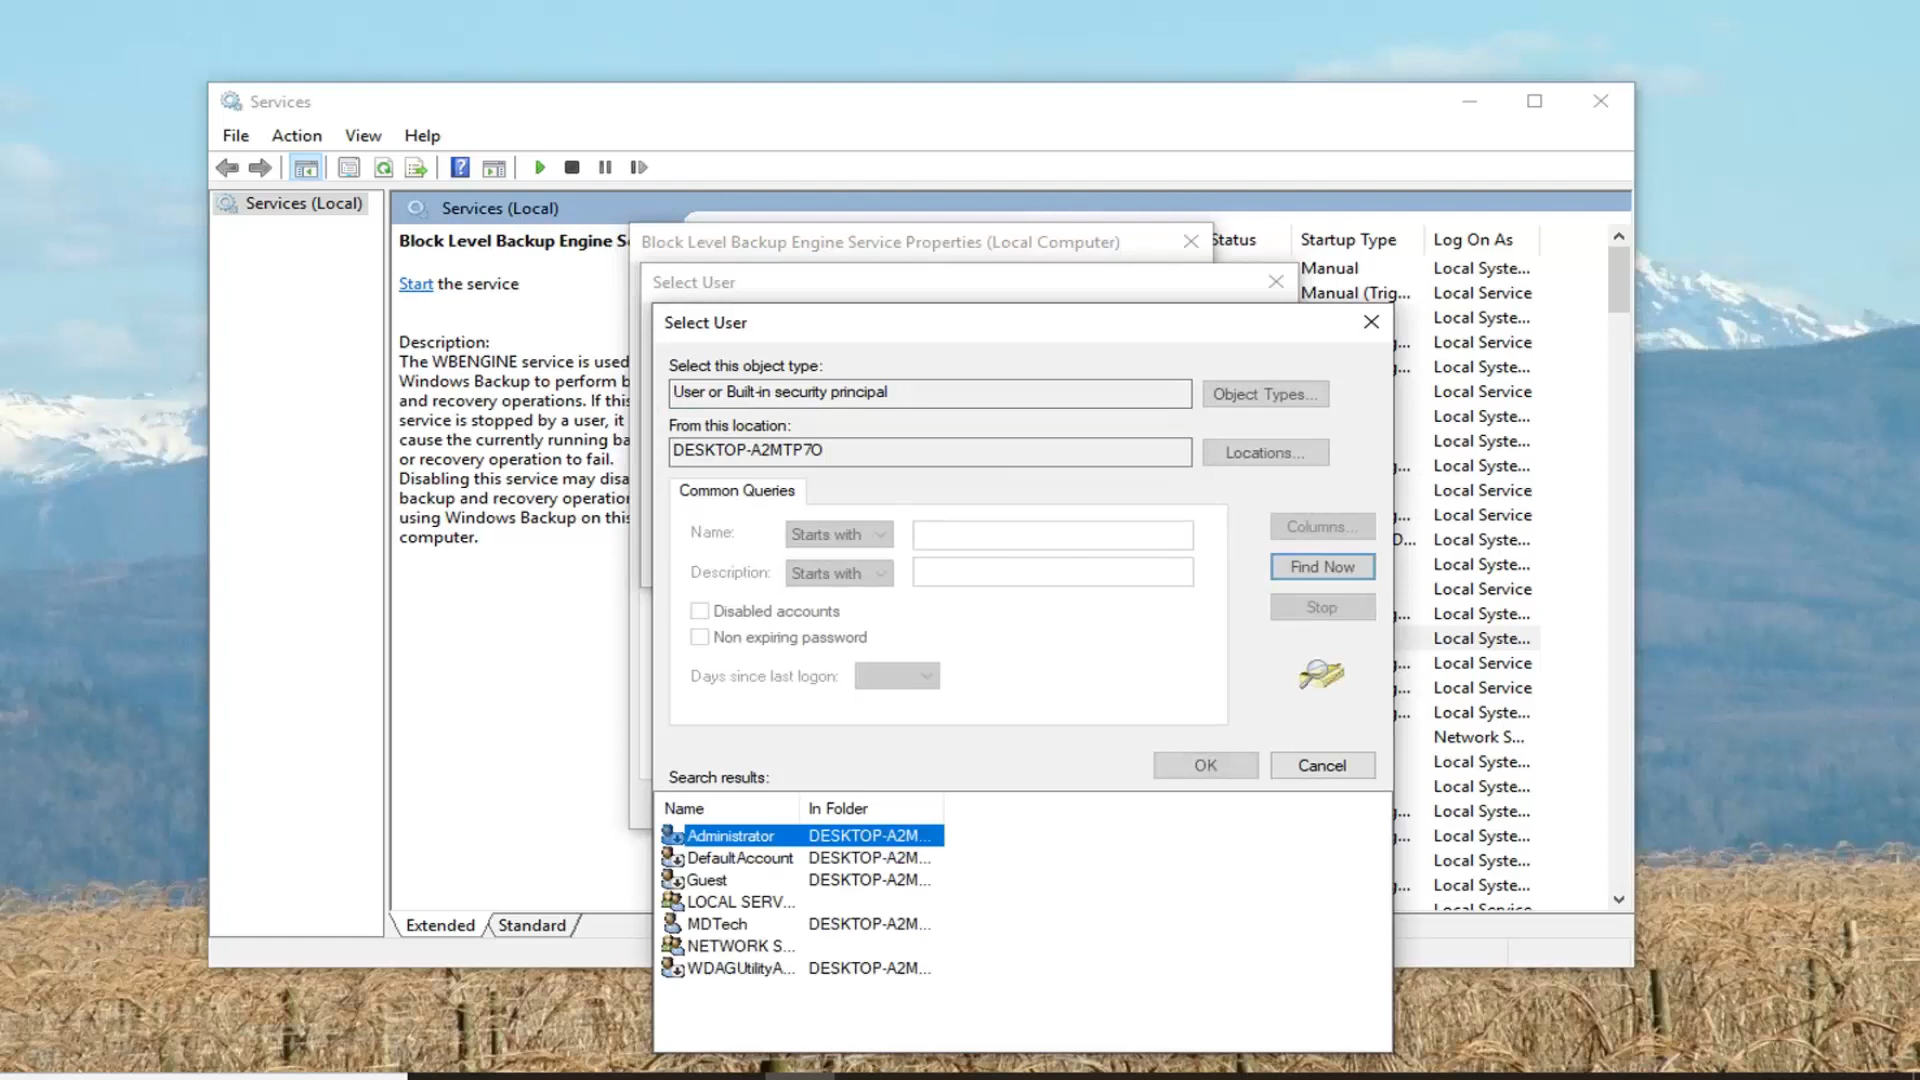 Services
File Action View Help
Services (Local)
Services (Local)
Block Level Backup Engine S
Start the service
Description:
The WBENGINE service is used
Windows Backup to perform b
and recovery operations. If this
service is stopped by a user, it
cause the currently running ba
or recovery operation to fail.
Disabling this service may disa
backup and recovery operation
using Windows Backup on this
computer.
Extended
Standard
Block Level Backup Engine Service Properties (Local Computer)
Select User
Select User
Select this object type:
User or Built-in security principal
Object Types...
From this location:
DESKTOP-A2MTP7O
Locations...
Common Queries
Name: Starts with
Description: Starts with
Disabled accounts
Non expiring password
Days since last logon:
Columns...
Find Now
Stop
OK
Cancel
Search results:
Name In Folder
Administrator DESKTOP-A2M...
DefaultAccount DESKTOP-A2M...
Guest DESKTOP-A2M...
LOCAL SERV...
MDTech DESKTOP-A2M...
NETWORK S...
WDAGUtilityA... DESKTOP-A2M...
Status Startup Type Log On As
Manual Local Syste...
Manual (Trig... Local Service
Local Syste...
Local Service
Local Syste...
Local Service
Local Syste...
Local Syste...
Local Syste...
Local Service
Local Service
Local Syste...
Local Syste...
Local Service
Local Syste...
Local Syste...
Local Service
Local Service
Local Syste...
Network S...
Local Syste...
Local Syste...
Local Syste...
Local Syste...
Local Syste...
Local Syste...
Local Service